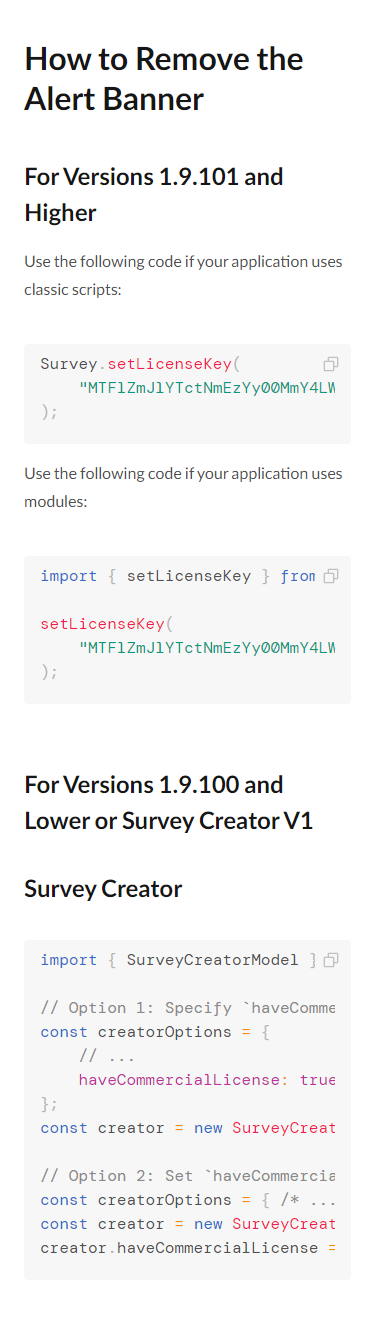 How to Remove the
Alert Banner
For Versions 1.9.101 and
Higher
Use the following code if your application uses
classic scripts:
Survey.setLicenseKey(
"MTFlZmJlYTctNmEzYy00MmY4LW
);
Use the following code if your application uses
modules:
import { setLicenseKey } from
setLicenseKey(
"MTFlZmJlYTctNmEzYy00MmY4LW
);
For Versions 1.9.100 and
Lower or Survey Creator V1
Survey Creator
import { SurveyCreatorModel }
// Option 1: Specify `haveComme
const creatorOptions = {
// ...
haveCommercialLicense: true
};
const creator = new SurveyCreat
// Option 2: Set `haveCommercia
const creatorOptions = { /* ...
const creator = new SurveyCreat
creator.haveCommercialLicense =